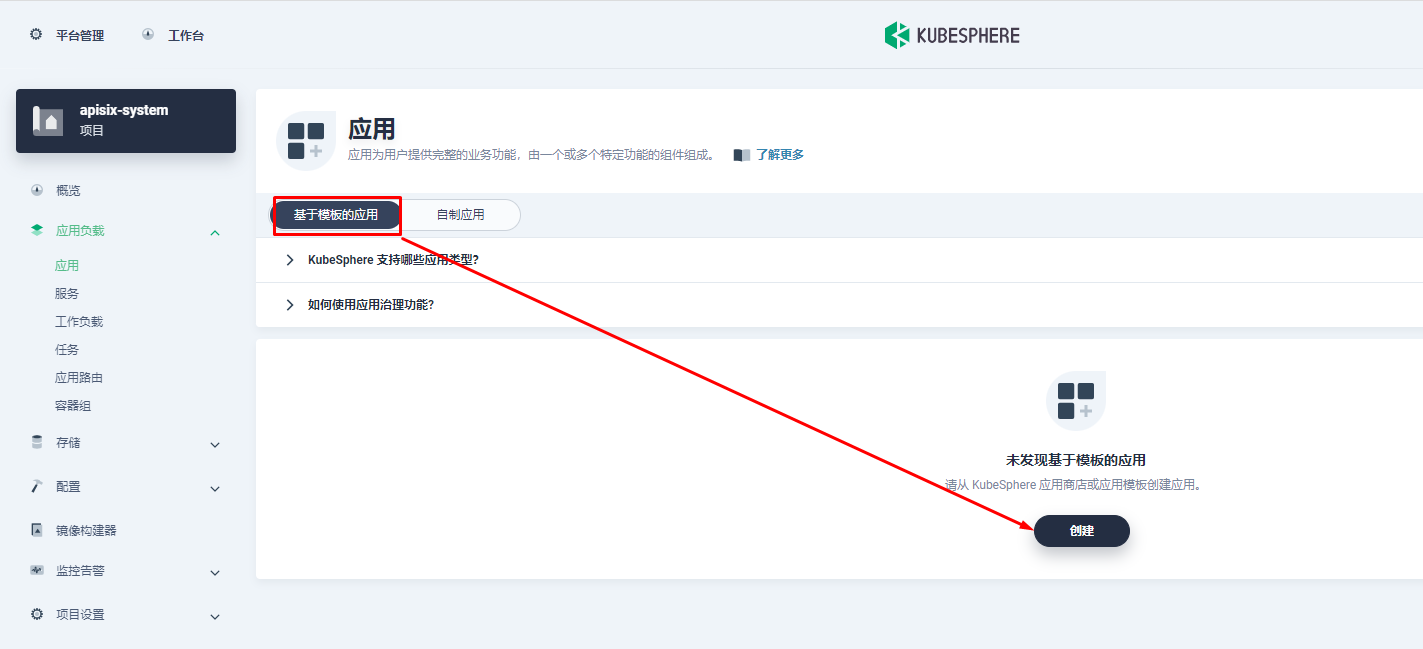 平台管理
工作台
KUBESPHERE
apisix-system
项目
概览
应用负载
应用
服务
工作负载
任务
应用路由
容器组
存储
配置
镜像构建器
监控告警
项目设置
应用
应用为用户提供完整的业务功能，由一个或多个特定功能的组件组成。 了解更多
基于模板的应用
自制应用
KubeSphere 支持哪些应用类型?
如何使用应用治理功能?
未发现基于模板的应用
请从 KubeSphere 应用商店或应用模板创建应用。
创建